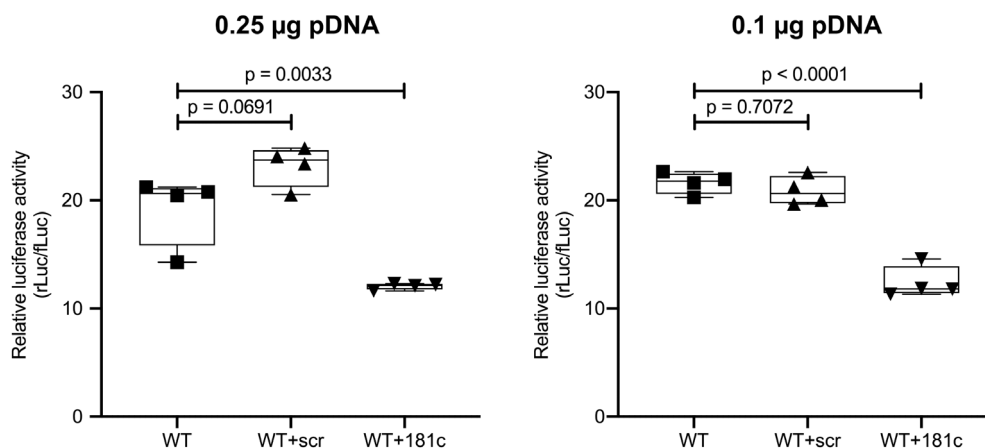 0.25 µg pDNA
p = 0.0033
p = 0.0691
30
20
10
0
Relative luciferase activity
(rLuc/fLuc)
WT
WT+scr
WT+181c
0.1 µg pDNA
p < 0.0001
p = 0.7072
30
20
10
0
Relative luciferase activity
(rLuc/fLuc)
WT
WT+scr
WT+181c